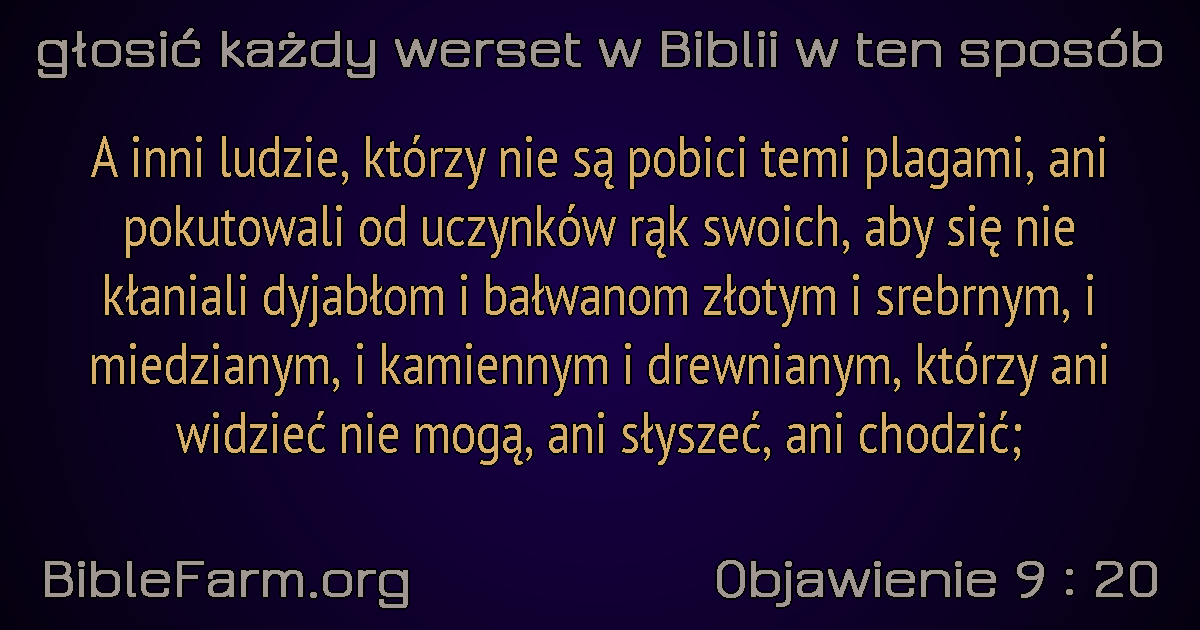 głosić każdy werset w Biblii w ten sposób
A inni ludzie, którzy nie są pobici temi plagami, ani
pokutowali od uczynków rąk swoich, aby się nie
kłaniali dyjabłom i bałwanom złotym i srebrnym, i
miedzianym, i kamiennym i drewnianym, którzy ani
widzieć nie mogą, ani słyszeć, ani chodzić;
BibleFarm.org
Objawienie 9 : 20